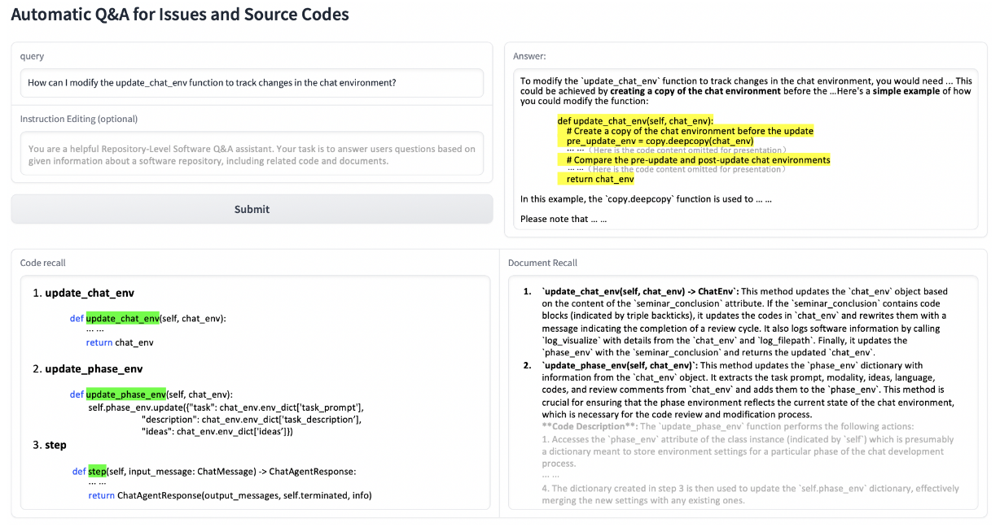 Automatic Q&A for Issues and Source Codes
query
How can I modify the update_chat_env function to track changes in the chat environment?
Instruction Editing (optional)
You are a helpful Repository-Level Software Q&A assistant. Your task is to answer users questions based on
given information about a software repository, including related code and documents.
Submit
Answer:
To modify the `update_chat_env` function to track changes in the chat environment, you would need ... This
could be achieved by creating a copy of the chat environment before the ...Here's a simple example of how
you could modify the function:
def update_chat_env(self, chat_env):
# Create a copy of the chat environment before the update
pre_update_env = copy.deepcopy(chat_env)
... ...（Here is the code content omitted for presentation）
# Compare the pre-update and post-update chat environments
... ...（Here is the code content omitted for presentation）
return chat_env
In this example, the `copy.deepcopy` function is used to ... ...
Please note that ... ...
Code recall
1. update_chat_env
def update_chat_env(self, chat_env):
... ...
return chat_env
2. update_phase_env
def update_phase_env(self, chat_env):
self.phase_env.update({"task": chat_env.env_dict['task_prompt'],
"description": chat_env.env_dict['task_description'],
"ideas": chat_env.env_dict['ideas']})
3. step
def step(self, input_message: ChatMessage) -> ChatAgentResponse:
... ...
return ChatAgentResponse(output_messages, self.terminated, info)
Document Recall
1. `update_chat_env(self, chat_env) -> ChatEnv`: This method updates the `chat_env` object based
on the content of the `seminar_conclusion` attribute. If the `seminar_conclusion` contains code
blocks (indicated by triple backticks), it updates the codes in `chat_env` and rewrites them with a
message indicating the completion of a review cycle. It also logs software information by calling
`log_visualize` with details from the `chat_env` and `log_filepath`. Finally, it updates the
`phase_env` with the `seminar_conclusion` and returns the updated `chat_env`.
2. `update_phase_env(self, chat_env)`: This method updates the `phase_env` dictionary with
information from the `chat_env` object. It extracts the task prompt, modality, ideas, language,
codes, and review comments from `chat_env` and adds them to the `phase_env`. This method is
crucial for ensuring that the phase environment reflects the current state of the chat environment,
which is necessary for the code review and modification process.
**Code Description**: The `update_phase_env` function performs the following actions:
1. Accesses the `phase_env` attribute of the class instance (indicated by `self`) which is presumably
a dictionary meant to store environment settings for a particular phase of the chat development
process.
... ...
4. The dictionary created in step 3 is then used to update the `self.phase_env` dictionary, effectively
merging the new settings with any existing ones.